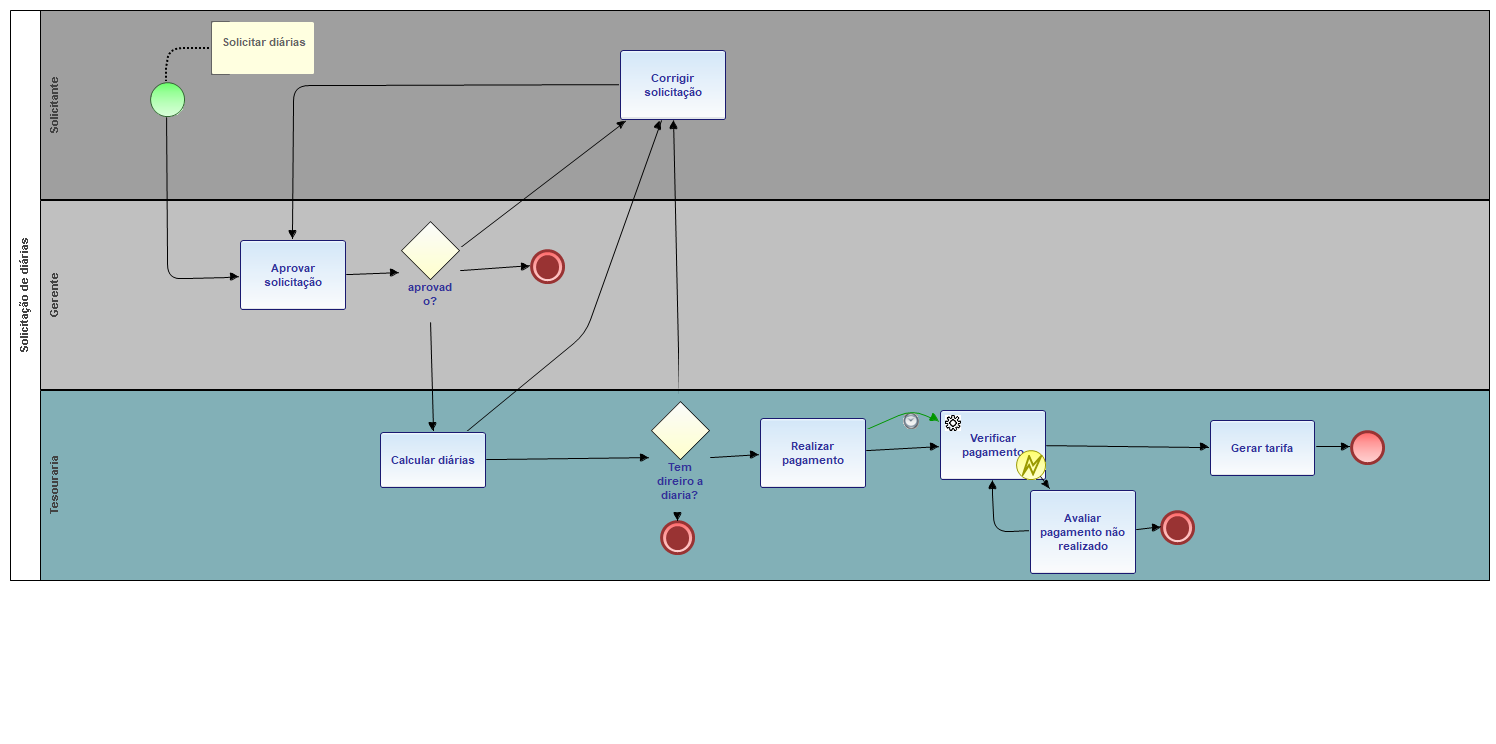 Solicitação de diárias
Solicitante
Solicitar diárias
Corrigir
solicitação
Gerente
Aprovar
solicitação
aprovad
o?
Tesouraria
Calcular diárias
Tem
direiro a
diaria?
Realizar
pagamento
Verificar
pagamento
Avaliar
pagamento não
realizado
Gerar tarifa